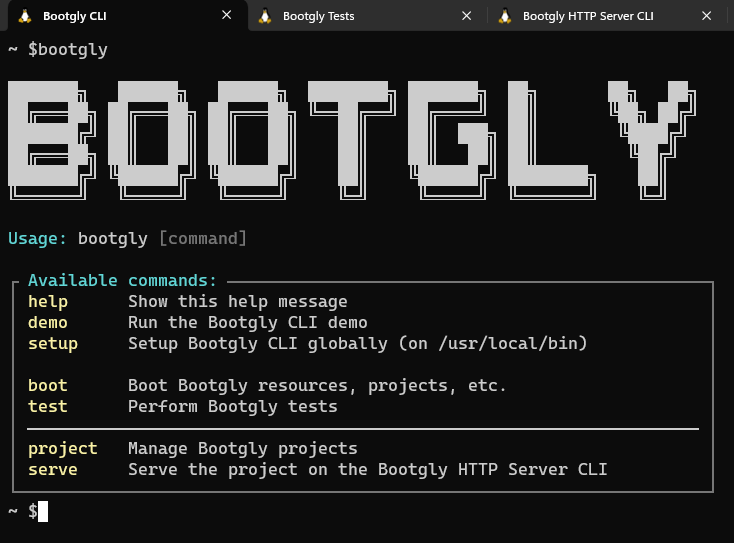 Bootgly CLI
Bootgly Tests
Bootgly HTTP Server CLI
~ $bootgly
BOOTGLY
Usage: bootgly [command]
Available commands:
help Show this help message
demo Run the Bootgly CLI demo
setup Setup Bootgly CLI globally (on /usr/local/bin)
boot Boot Bootgly resources, projects, etc.
test Perform Bootgly tests
project Manage Bootgly projects
serve Serve the project on the Bootgly HTTP Server CLI
~ $